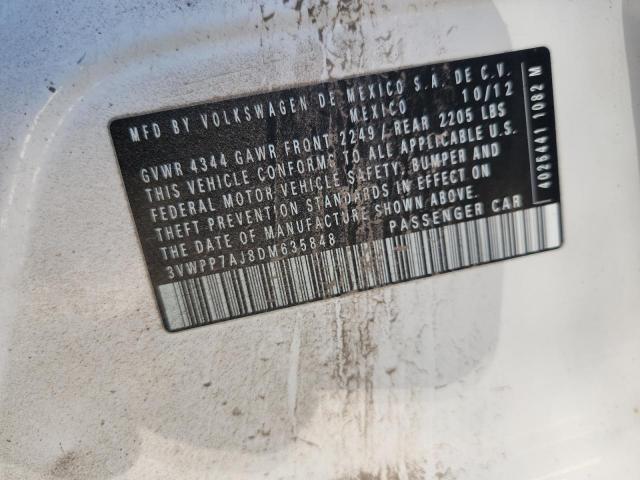 MFD BY VOLKSWAGEN DE MEXICO S.A. DE C.V.
MEXICO 10/12
GVWR 4344 GAWR FRONT 2249 / REAR 2205 LBS
THIS VEHICLE CONFORMS TO ALL APPLICABLE U.S.
FEDERAL MOTOR VEHICLE SAFETY, BUMPER AND
THEFT PREVENTION STANDARDS IN EFFECT ON
THE DATE OF MANUFACTURE SHOWN ABOVE.
3VWPP7AJ8DM635848 PASSENGER CAR
4026441 1082 M